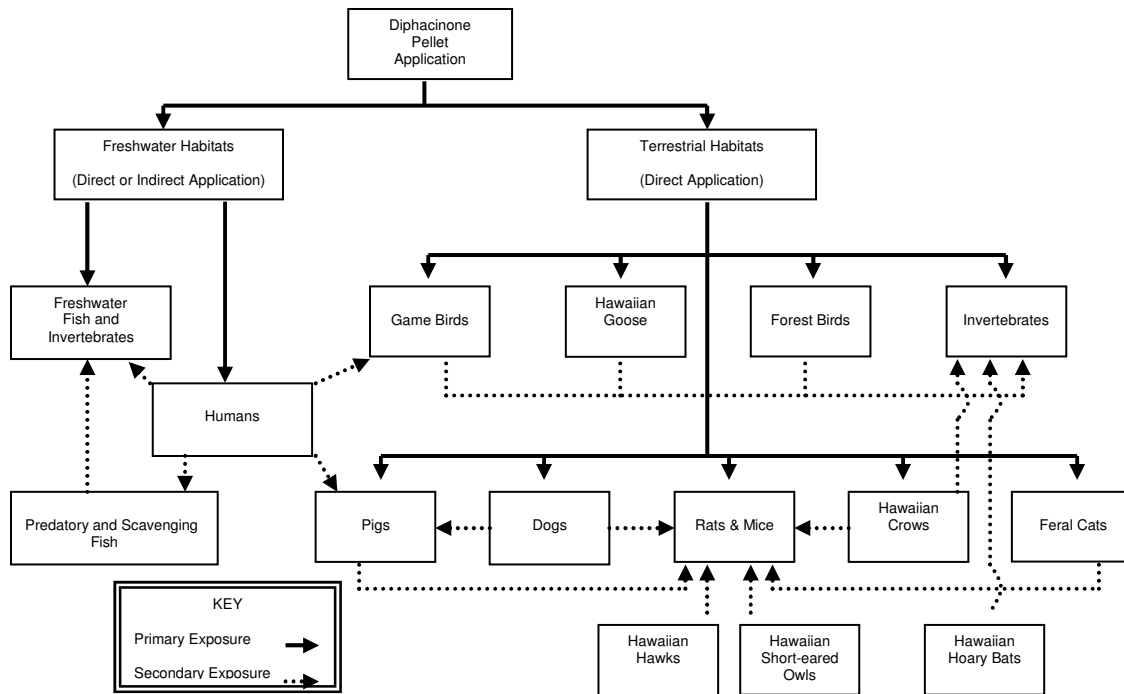 Diphacinone
Pellet
Application
Freshwater Habitats
(Direct or Indirect Application)
Terrestrial Habitats
(Direct Application)
Freshwater
Fish and
Invertebrates
Game Birds
Hawaiian
Goose
Forest Birds
Invertebrates
Humans
Predatory and Scavenging
Fish
Pigs
Dogs
Rats & Mice
Hawaiian
Crows
Feral Cats
KEY
Primary Exposure
Secondary Exposure
Hawaiian
Hawks
Hawaiian
Short-eared
Owls
Hawaiian
Hoary Bats